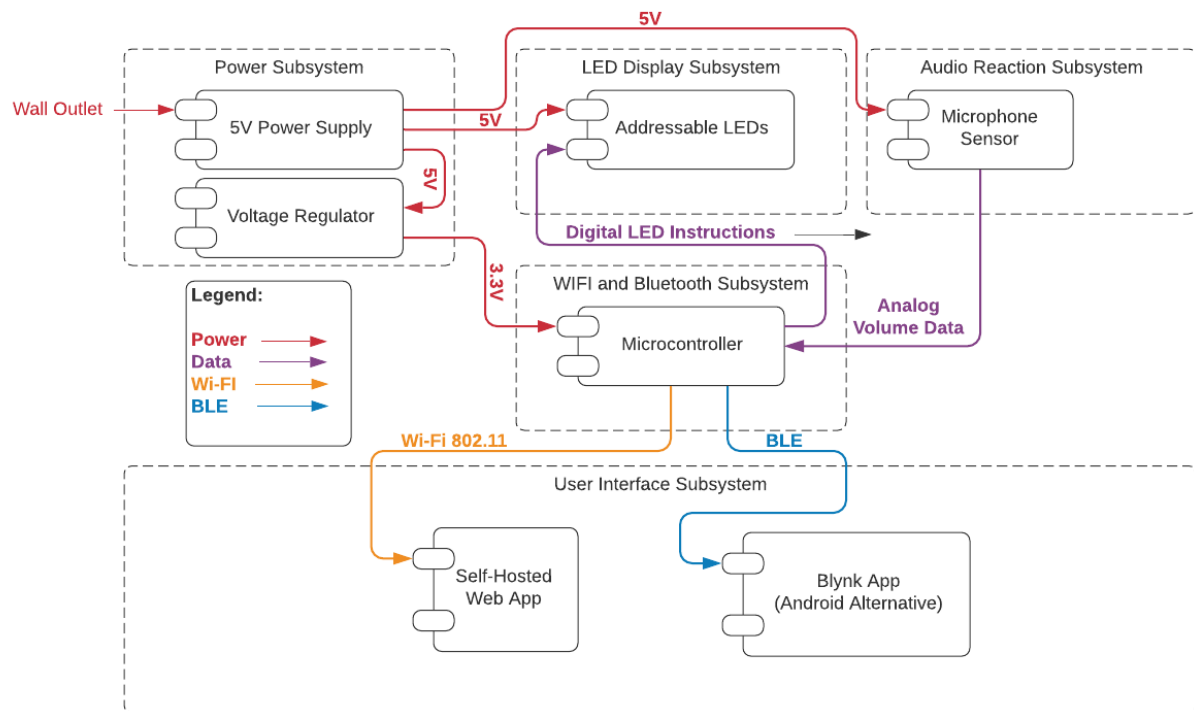 5V
Power Subsystem
LED Display Subsystem
Audio Reaction Subsystem
Wall Outlet
5V Power Supply
5V
Addressable LEDs
Microphone
Sensor
5V
Voltage Regulator
Digital LED Instructions
3.3V
WIFI and Bluetooth Subsystem
Microcontroller
Analog
Volume Data
Legend:
Power
Data
Wi-FI
BLE
Wi-Fi 802.11
BLE
User Interface Subsystem
Self-Hosted
Web App
Blynk App
(Android Alternative)